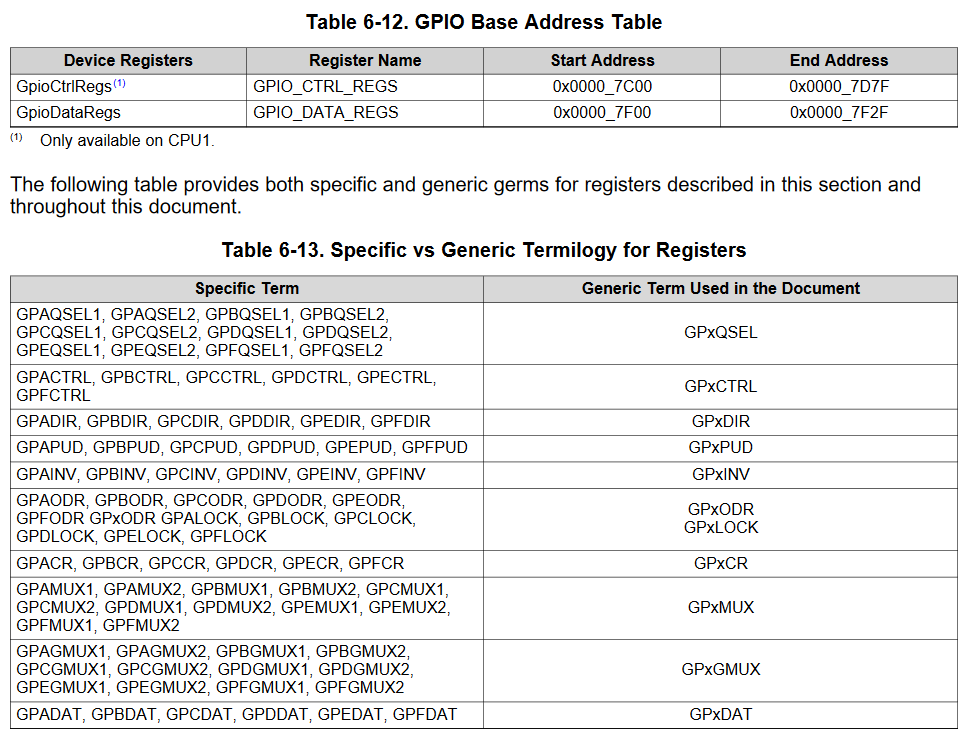 Table 6-12. GPIO Base Address Table
Device Registers Register Name Start Address End Address
GpioCtrlRegs(1) GPIO_CTRL_REGS 0x0000_7C00 0x0000_7D7F
GpioDataRegs GPIO_DATA_REGS 0x0000_7F00 0x0000_7F2F
(1) Only available on CPU1.
The following table provides both specific and generic germs for registers described in this section and
throughout this document.
Table 6-13. Specific vs Generic Termilogy for Registers
Specific Term Generic Term Used in the Document
GPAQSEL1, GPAQSEL2, GPBQSEL1, GPBQSEL2,
GPCQSEL1, GPCQSEL2, GPDQSEL1, GPDQSEL2,
GPEQSEL1, GPEQSEL2, GPFQSEL1, GPFQSEL2
GPxQSEL
GPACTRL, GPBCTRL, GPCCTRL, GPDCTRL, GPECTRL,
GPFCTRL
GPxCTRL
GPADIR, GPBDIR, GPCDIR, GPDDIR, GPEDIR, GPFDIR GPxDIR
GPAPUD, GPBPUD, GPCPUD, GPDPUD, GPEPUD, GPFPUD GPxPUD
GPAINV, GPBINV, GPCINV, GPDINV, GPEINV, GPFINV GPxINV
GPAODR, GPBODR, GPCODR, GPDODR, GPEODR,
GPFODR GPxODR GPALOCK, GPBLOCK, GPCLOCK,
GPDLOCK, GPELOCK, GPFLOCK
GPxODR
GPxLOCK
GPACR, GPBCR, GPCCR, GPDCR, GPECR, GPFCR GPxCR
GPAMUX1, GPAMUX2, GPBMUX1, GPBMUX2, GPCMUX1,
GPCMUX2, GPDMUX1, GPDMUX2, GPEMUX1, GPEMUX2,
GPFMUX1, GPFMUX2
GPxMUX
GPAGMUX1, GPAGMUX2, GPBGMUX1, GPBGMUX2,
GPCGMUX1, GPCGMUX2, GPDGMUX1, GPDGMUX2,
GPEGMUX1, GPEGMUX2, GPFGMUX1, GPFGMUX2
GPxGMUX
GPADAT, GPBDAT, GPCDAT, GPDDAT, GPEDAT, GPFDAT GPxDAT